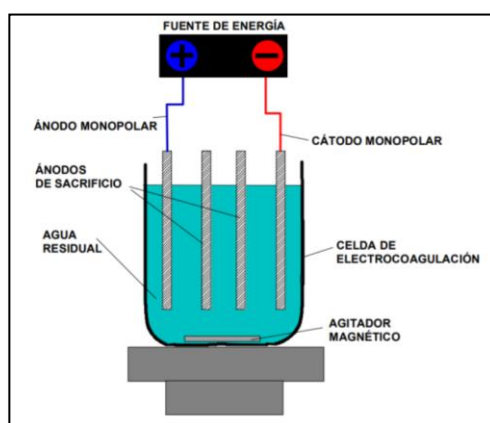 FUENTE DE ENERGÍA
+
−
ÁNODO MONOPOLAR
CÁTODO MONOPOLAR
ÁNODOS
DE SACRIFICIO
AGUA
RESIDUAL
CELDA DE
ELECTROCOAGULACIÓN
AGITADOR
MAGNÉTICO